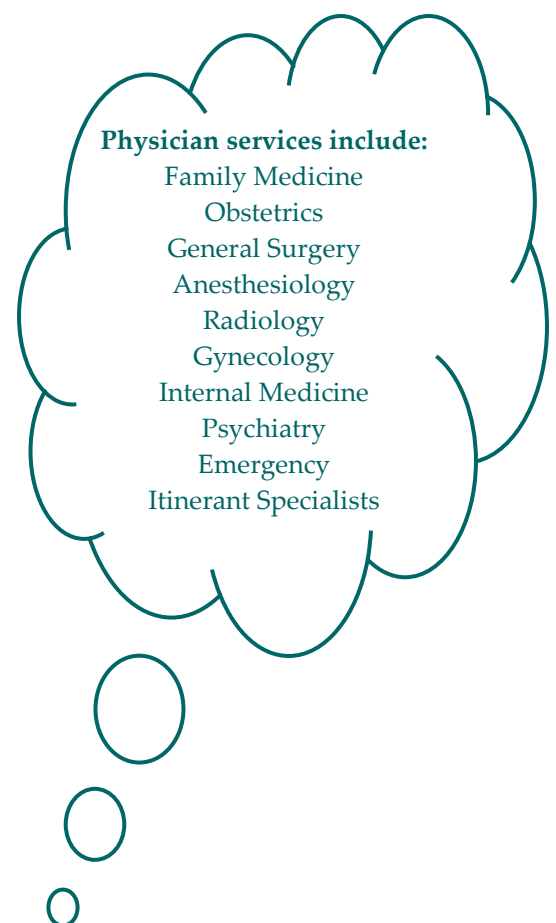 Physician services include:
Family Medicine
Obstetrics
General Surgery
Anesthesiology
Radiology
Gynecology
Internal Medicine
Psychiatry
Emergency
Itinerant Specialists